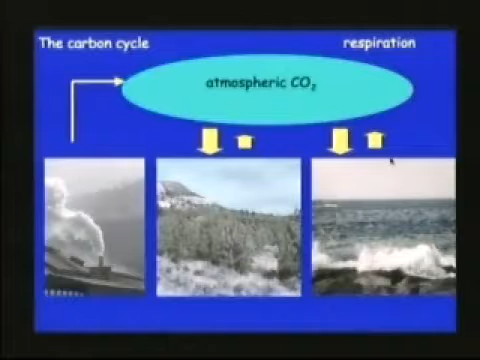 The carbon cycle
respiration
atmospheric CO₂